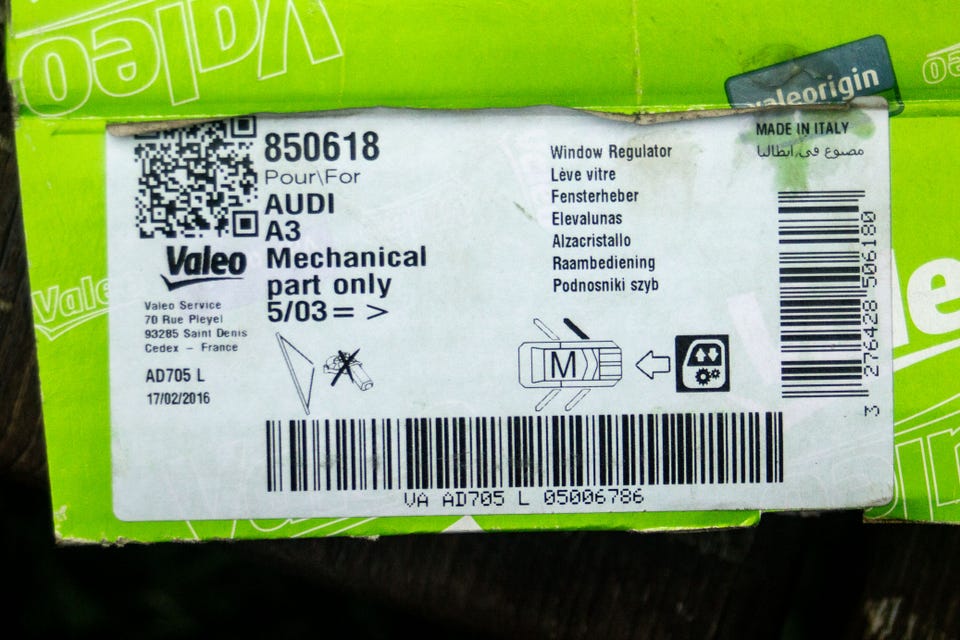 Valeo
valeorigin
850618
Pour\For
AUDI
A3
Mechanical
part only
5/03 = >
Valeo
Valeo Service
70 Rue Pleyel
93285 Saint Denis
Cedex - France
AD705 L
17/02/2016
Window Regulator
Lève vitre
Fensterheber
Elevalunas
Alzacristallo
Raambediening
Podnosniki szyb
MADE IN ITALY
مصنوع في إيطاليا
M
3 276428 506180
VA AD705 L 05006786
Valeo